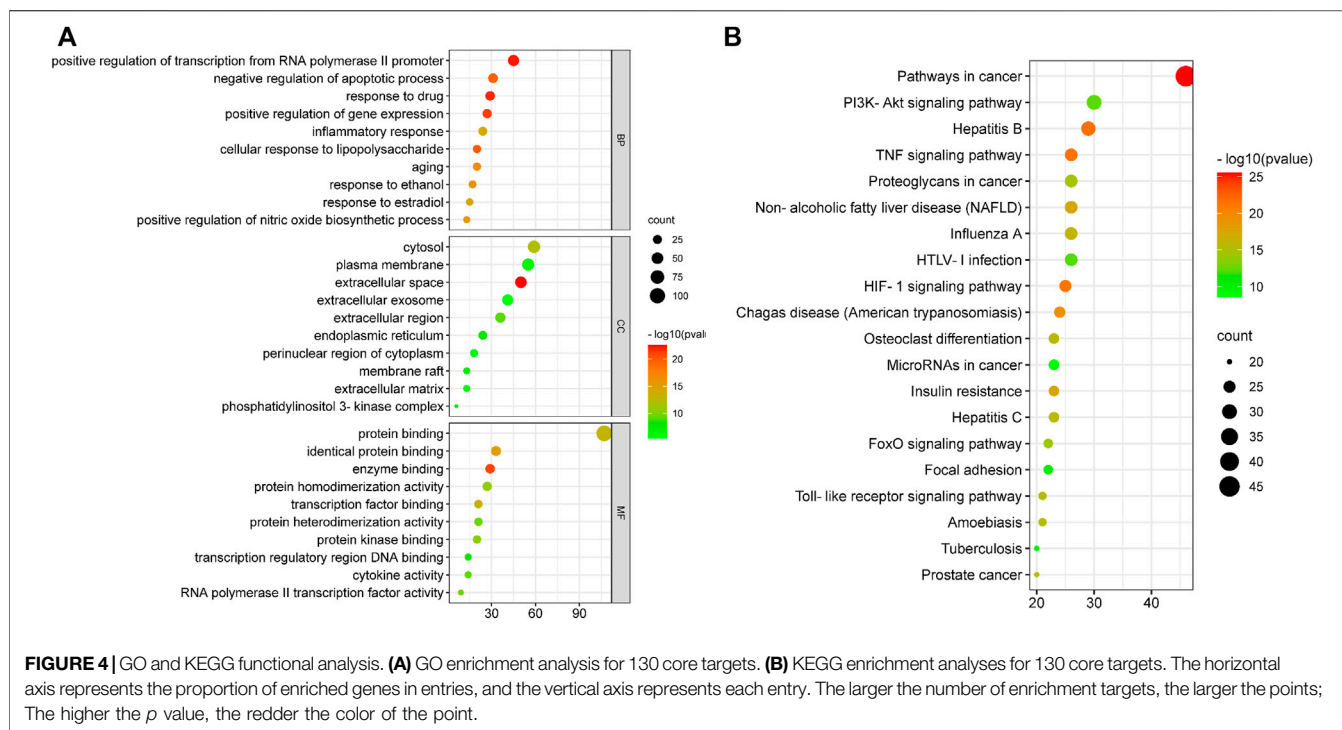 A
positive regulation of transcription from RNA polymerase II promoter
negative regulation of apoptotic process
response to drug
positive regulation of gene expression
inflammatory response
cellular response to lipopolysaccharide
aging
response to ethanol
response to estradiol
positive regulation of nitric oxide biosynthetic process
BP
cytosol
plasma membrane
extracellular space
extracellular exosome
extracellular region
endoplasmic reticulum
perinuclear region of cytoplasm
membrane raft
extracellular matrix
phosphatidylinositol 3- kinase complex
CC
protein binding
identical protein binding
enzyme binding
protein homodimerization activity
transcription factor binding
protein heterodimerization activity
protein kinase binding
transcription regulatory region DNA binding
cytokine activity
RNA polymerase II transcription factor activity
MF
30 60 90
count
25
50
75
100
- log10(pvalu
20
15
10
B
Pathways in cancer
PI3K- Akt signaling pathway
Hepatitis B
TNF signaling pathway
Proteoglycans in cancer
Non- alcoholic fatty liver disease (NAFLD)
Influenza A
HTLV- I infection
HIF- 1 signaling pathway
Chagas disease (American trypanosomiasis)
Osteoclast differentiation
MicroRNAs in cancer
Insulin resistance
Hepatitis C
FoxO signaling pathway
Focal adhesion
Toll- like receptor signaling pathway
Amoebiasis
Tuberculosis
Prostate cancer
20 30 40
- log10(pvalue)
25
20
15
10
count
20
25
30
35
40
45
FIGURE 4 | GO and KEGG functional analysis. (A) GO enrichment analysis for 130 core targets. (B) KEGG enrichment analyses for 130 core targets. The horizontal
axis represents the proportion of enriched genes in entries, and the vertical axis represents each entry. The larger the number of enrichment targets, the larger the points;
The higher the p value, the redder the color of the point.